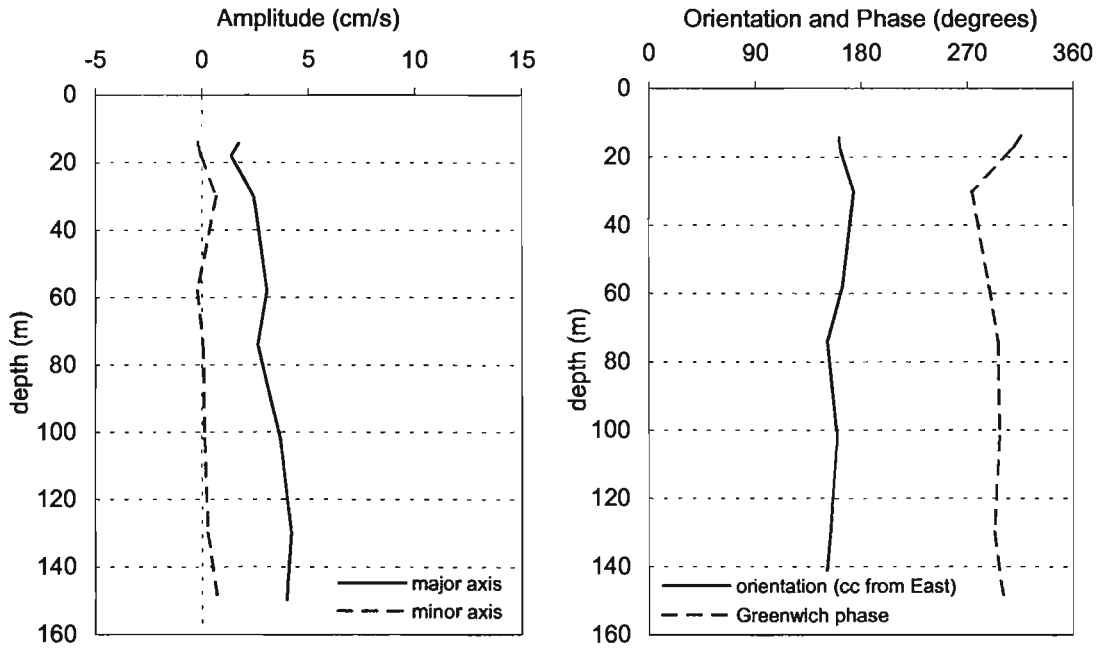 Amplitude (cm/s)
-5 0 5 10 15
0
20
40
60
80
100
120
140
160
depth (m)
major axis
minor axis
Orientation and Phase (degrees)
0 90 180 270 360
0
20
40
60
80
100
120
140
160
depth (m)
orientation (cc from East)
Greenwich phase